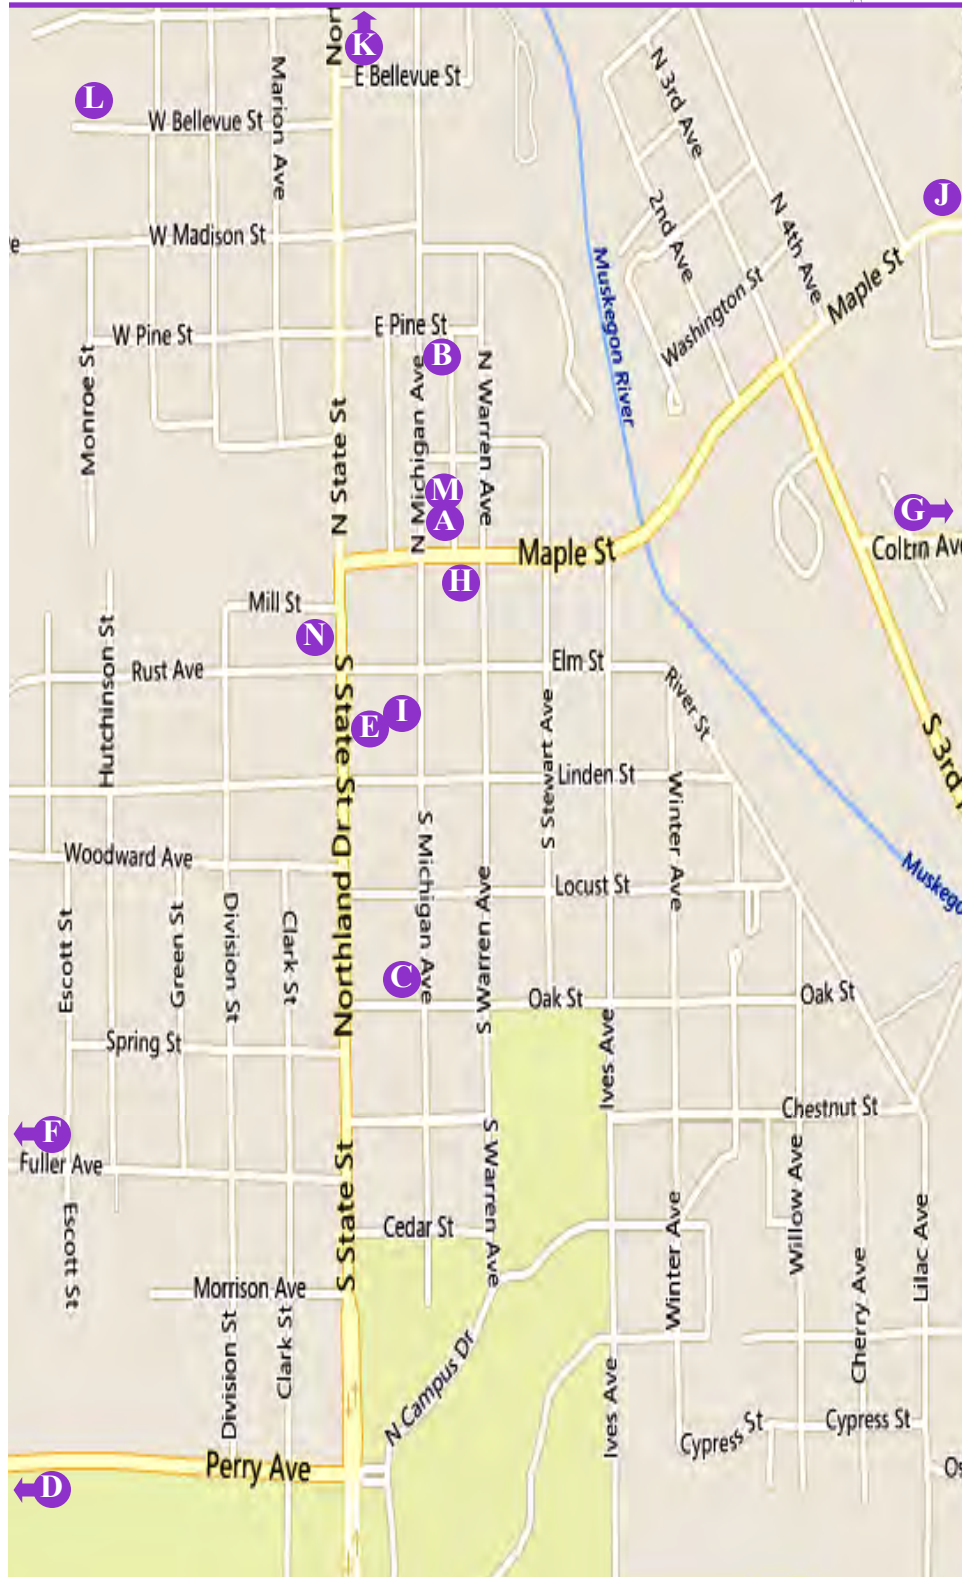 Nor
K
E Bellevue St
L
W Bellevue St
Marion Ave
N 3rd Ave
J
W Madison St
2nd Ave
N 4th Ave
Muskegon River
Washington St
Maple St
W Pine St
E Pine St
B
Monroe St
N State St
N Michigan Ave
N Warren Ave
M
A
G
Maple St
H
Mill St
N
Rust Ave
Hutchinson St
Elm St
River St
S State St
E
I
S Stewart Ave
S 3rd
Linden St
Winter Ave
Northland Dr
S Michigan Ave
Woodward Ave
Locust St
S Warren Ave
Escott St
Green St
Division St
Clark St
C
Oak St
Oak St
Spring St
Ives Ave
Chestnut St
F
Fuller Ave
S State St
S Warren Ave
Willow Ave
Escott St
Cedar St
Winter Ave
Cherry Ave
Lilac Ave
Morrison Ave
Division St
Clark St
N Campus Dr
Ives Ave
Cypress St
Cypress St
Perry Ave
D